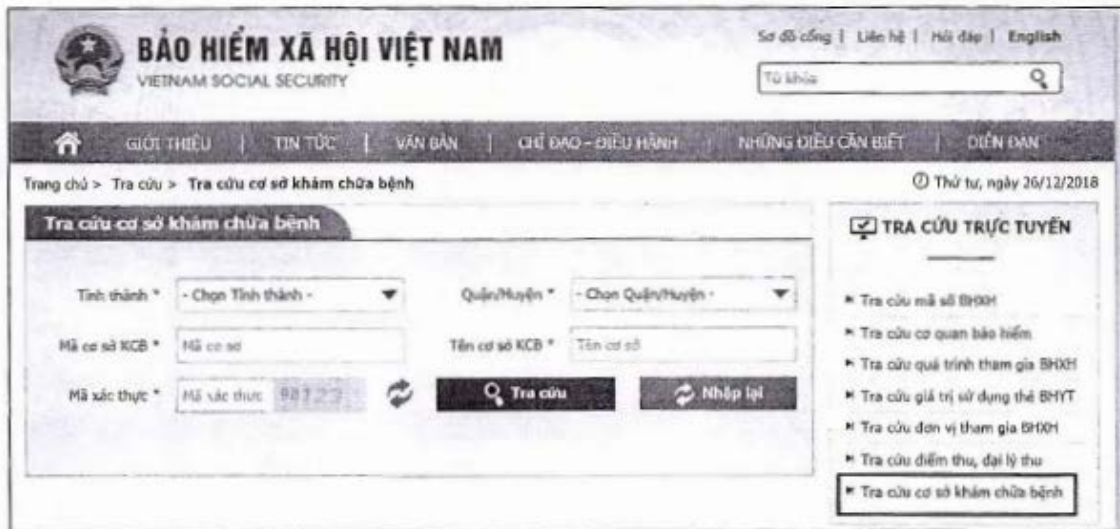 BẢO HIỂM XÃ HỘI VIỆT NAM
VIETNAM SOCIAL SECURITY
Sơ đồ cổng | Liên hệ | Hỏi đáp | English
Từ khóa
GIỚI THIỆU | TIN TỨC | VĂN BẢN | CHỈ ĐẠO - ĐIỀU HÀNH | NHỮNG ĐIỀU CẦN BIẾT | DIỄN ĐÀN
Trang chủ > Tra cứu > Tra cứu cơ sở khám chữa bệnh
Thứ tư, ngày 26/12/2018
Tra cứu cơ sở khám chữa bệnh
Tỉnh thành * - Chọn Tỉnh thành -
Quận/Huyện * - Chọn Quận/Huyện -
Mã cơ sở KCB * Mã cơ sở
Tên cơ sở KCB * Tên cơ sở
Mã xác thực * Mã xác thực
Tra cứu
Nhập lại
TRA CỨU TRỰC TUYẾN
Tra cứu mã số BHXH
Tra cứu cơ quan bảo hiểm
Tra cứu quá trình tham gia BHXH
Tra cứu giá trị sử dụng thẻ BHYT
Tra cứu đơn vị tham gia BHXH
Tra cứu điểm thu, đại lý thu
Tra cứu cơ sở khám chữa bệnh